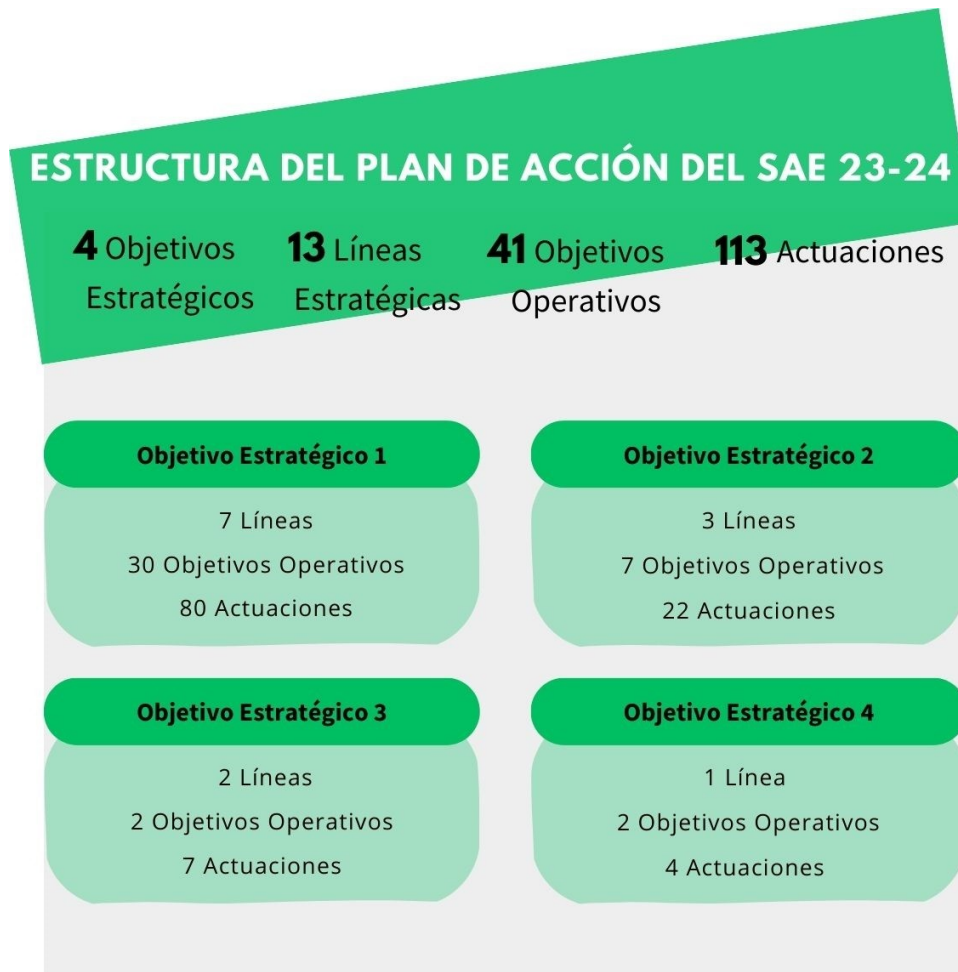 ESTRUCTURA DEL PLAN DE ACCIÓN DEL SAE 23-24
4 Objetivos
Estratégicos
13 Líneas
Estratégicas
41 Objetivos
Operativos
113 Actuaciones
Objetivo Estratégico 1
7 Líneas
30 Objetivos Operativos
80 Actuaciones
Objetivo Estratégico 2
3 Líneas
7 Objetivos Operativos
22 Actuaciones
Objetivo Estratégico 3
2 Líneas
2 Objetivos Operativos
7 Actuaciones
Objetivo Estratégico 4
1 Línea
2 Objetivos Operativos
4 Actuaciones